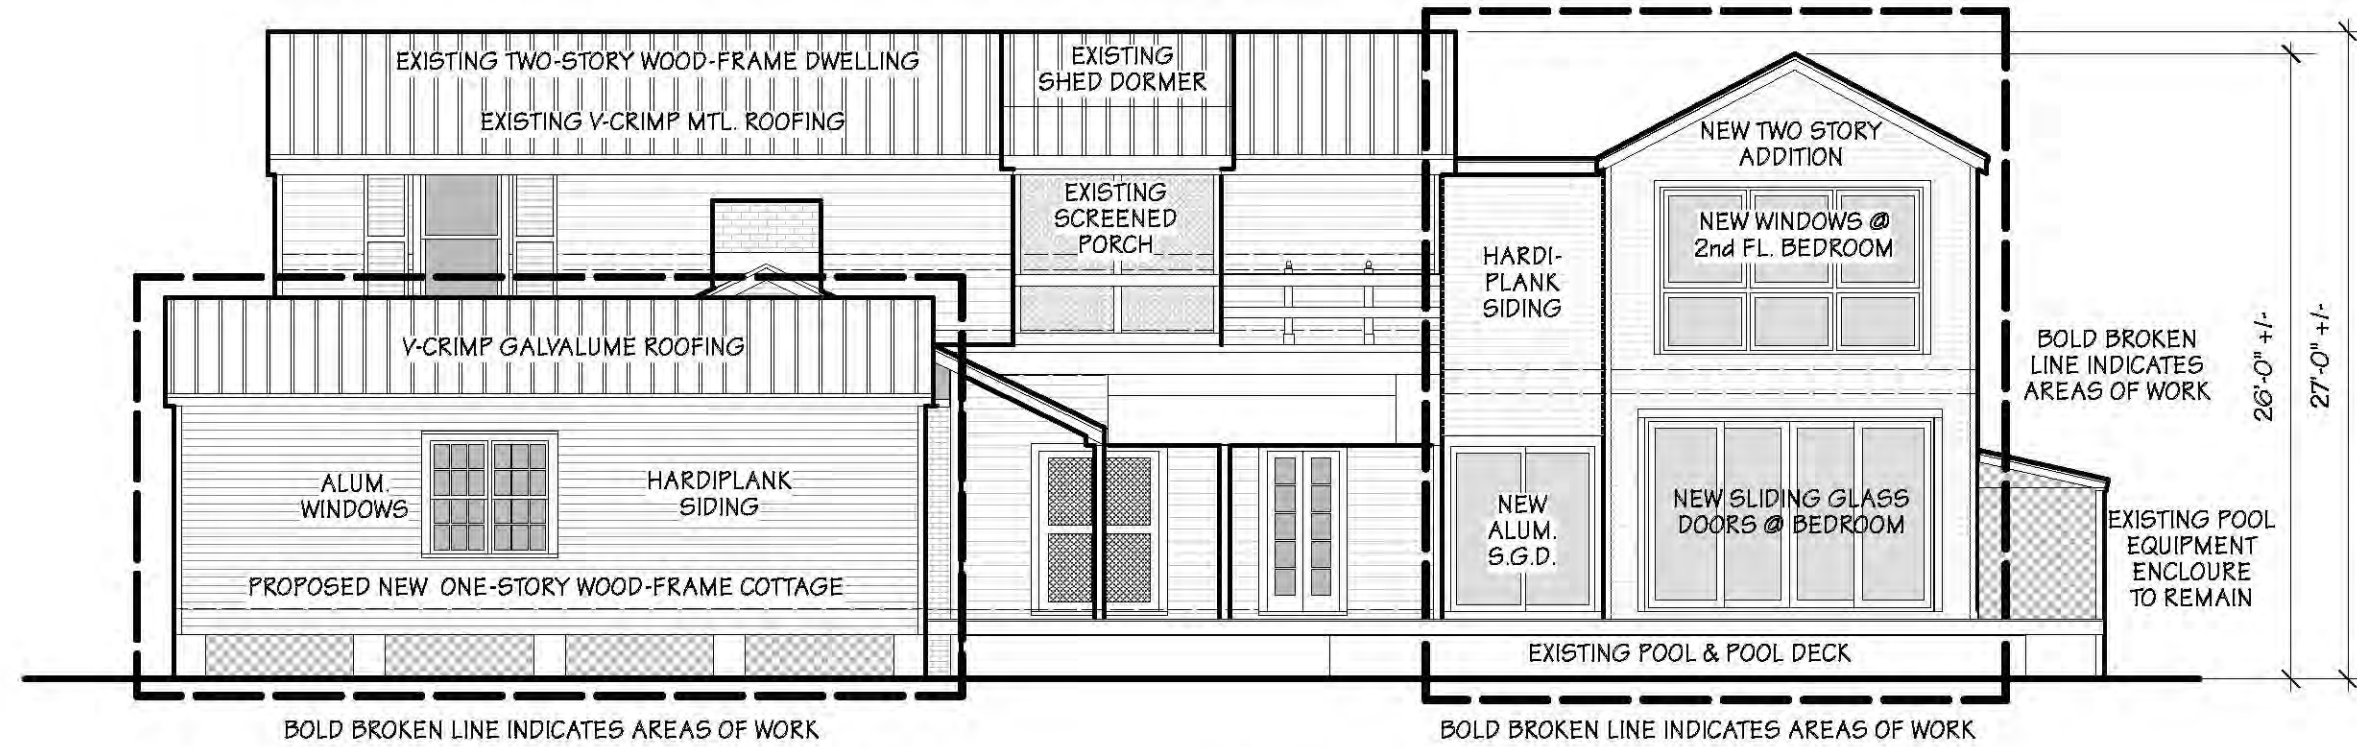 EXISTING TWO-STORY WOOD-FRAME DWELLING
EXISTING V-CRIMP MTL. ROOFING
EXISTING
SHED DORMER
EXISTING
SCREENED
PORCH
NEW TWO STORY
ADDITION
NEW WINDOWS @
2nd FL. BEDROOM
HARDI-
PLANK
SIDING
V-CRIMP GALVALUME ROOFING
ALUM.
WINDOWS
HARDIPLANK
SIDING
PROPOSED NEW ONE-STORY WOOD-FRAME COTTAGE
NEW
ALUM.
S.G.D.
NEW SLIDING GLASS
DOORS @ BEDROOM
BOLD BROKEN
LINE INDICATES
AREAS OF WORK
26'-0" +/-
27'-0" +/-
EXISTING POOL
EQUIPMENT
ENCLOURE
TO REMAIN
EXISTING POOL & POOL DECK
BOLD BROKEN LINE INDICATES AREAS OF WORK
BOLD BROKEN LINE INDICATES AREAS OF WORK